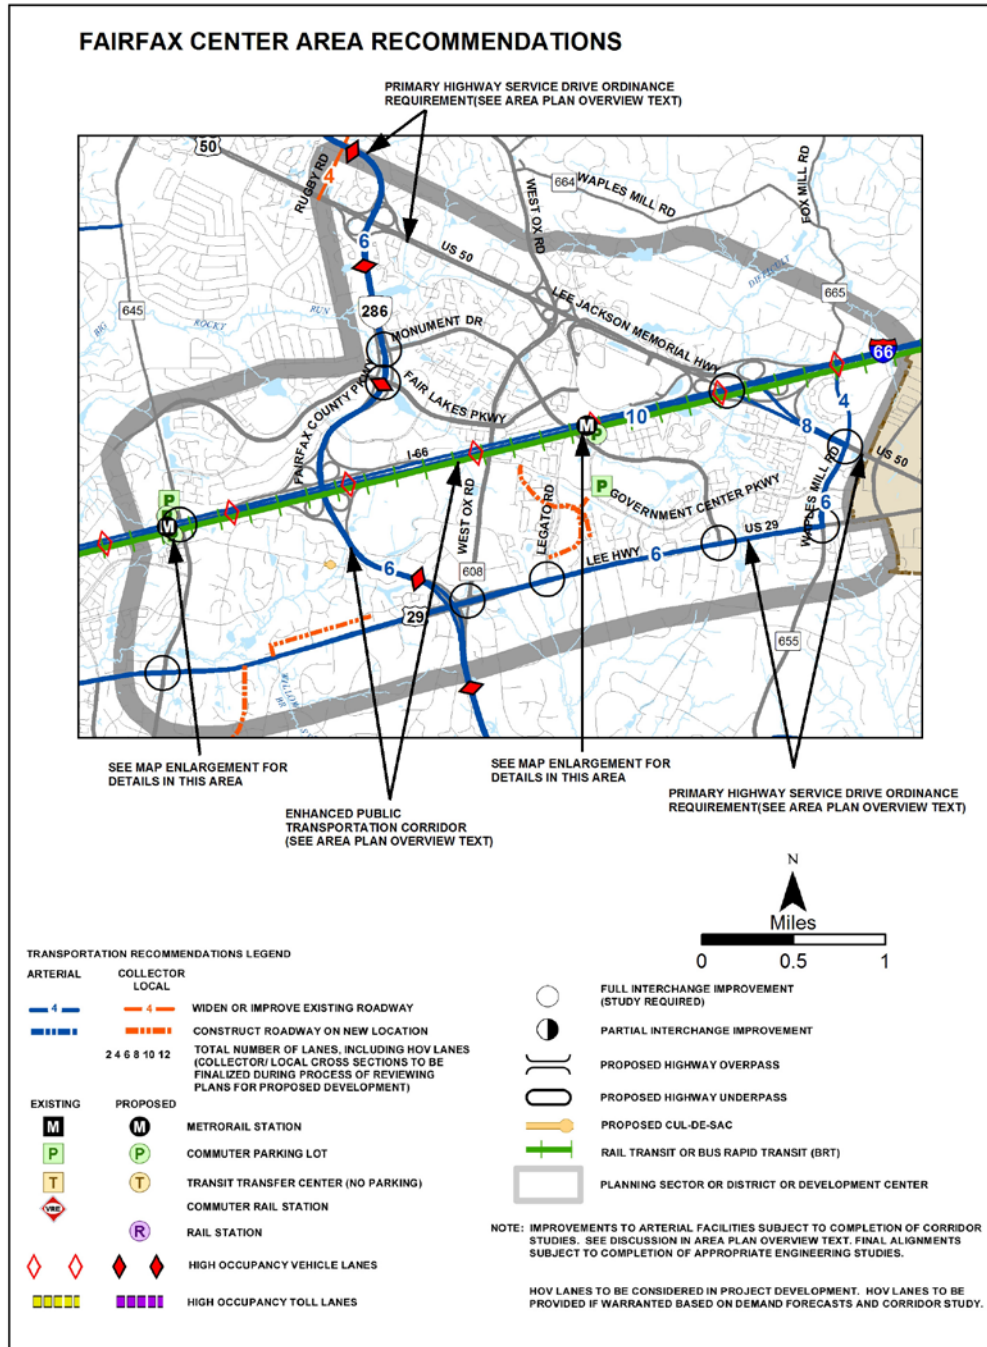 FAIRFAX CENTER AREA RECOMMENDATIONS
PRIMARY HIGHWAY SERVICE DRIVE ORDINANCE
REQUIREMENT(SEE AREA PLAN OVERVIEW TEXT)
50
RUGBY RD
4
WEST OX RD
664
WAPLES MILL RD
FOX MILL RD
6
US 50
DIFFICULT
645
BIG
ROCKY
RUN
286
MONUMENT DR
LEE JACKSON MEMORIAL HWY
665
66
FAIRFAX COUNTY PKWY
FAIR LAKES PKWY
10
4
8
I-66
M
P
US 50
P
M
P
WEST OX RD
LEGATO RD
P
GOVERNMENT CENTER PKWY
WAPLES MILL RD
6
US 29
LEE HWY
6
6
608
29
655
WILLOW
BR
SEE MAP ENLARGEMENT FOR
DETAILS IN THIS AREA
SEE MAP ENLARGEMENT FOR
DETAILS IN THIS AREA
ENHANCED PUBLIC
TRANSPORTATION CORRIDOR
(SEE AREA PLAN OVERVIEW TEXT)
PRIMARY HIGHWAY SERVICE DRIVE ORDINANCE
REQUIREMENT(SEE AREA PLAN OVERVIEW TEXT)
N
Miles
0 0.5 1
TRANSPORTATION RECOMMENDATIONS LEGEND
ARTERIAL COLLECTOR
LOCAL
4 4 WIDEN OR IMPROVE EXISTING ROADWAY
CONSTRUCT ROADWAY ON NEW LOCATION
2 4 6 8 10 12 TOTAL NUMBER OF LANES, INCLUDING HOV LANES
(COLLECTOR/ LOCAL CROSS SECTIONS TO BE
FINALIZED DURING PROCESS OF REVIEWING
PLANS FOR PROPOSED DEVELOPMENT)
EXISTING PROPOSED
M M METRORAIL STATION
P P COMMUTER PARKING LOT
T T TRANSIT TRANSFER CENTER (NO PARKING)
VRE COMMUTER RAIL STATION
R RAIL STATION
HIGH OCCUPANCY VEHICLE LANES
HIGH OCCUPANCY TOLL LANES
FULL INTERCHANGE IMPROVEMENT
(STUDY REQUIRED)
PARTIAL INTERCHANGE IMPROVEMENT
PROPOSED HIGHWAY OVERPASS
PROPOSED HIGHWAY UNDERPASS
PROPOSED CUL-DE-SAC
RAIL TRANSIT OR BUS RAPID TRANSIT (BRT)
PLANNING SECTOR OR DISTRICT OR DEVELOPMENT CENTER
NOTE: IMPROVEMENTS TO ARTERIAL FACILITIES SUBJECT TO COMPLETION OF CORRIDOR
STUDIES. SEE DISCUSSION IN AREA PLAN OVERVIEW TEXT. FINAL ALIGNMENTS
SUBJECT TO COMPLETION OF APPROPRIATE ENGINEERING STUDIES.
HOV LANES TO BE CONSIDERED IN PROJECT DEVELOPMENT. HOV LANES TO BE
PROVIDED IF WARRANTED BASED ON DEMAND FORECASTS AND CORRIDOR STUDY.